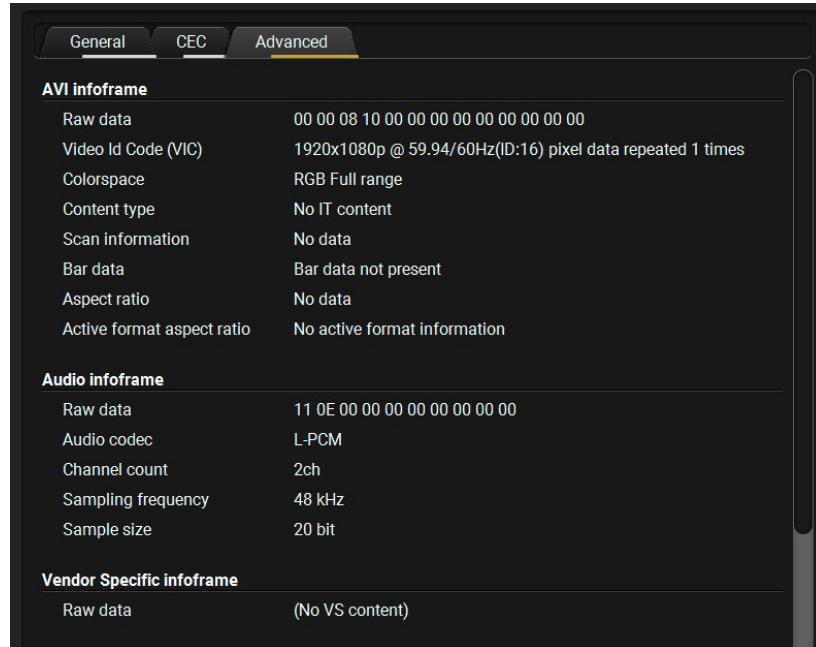 General CEC Advanced
AVI infoframe
Raw data 00 00 08 10 00 00 00 00 00 00 00 00 00
Video Id Code (VIC) 1920x1080p @ 59.94/60Hz(ID:16) pixel data repeated 1 times
Colorspace RGB Full range
Content type No IT content
Scan information No data
Bar data Bar data not present
Aspect ratio No data
Active format aspect ratio No active format information
Audio infoframe
Raw data 11 0E 00 00 00 00 00 00 00 00
Audio codec L-PCM
Channel count 2ch
Sampling frequency 48 kHz
Sample size 20 bit
Vendor Specific infoframe
Raw data (No VS content)